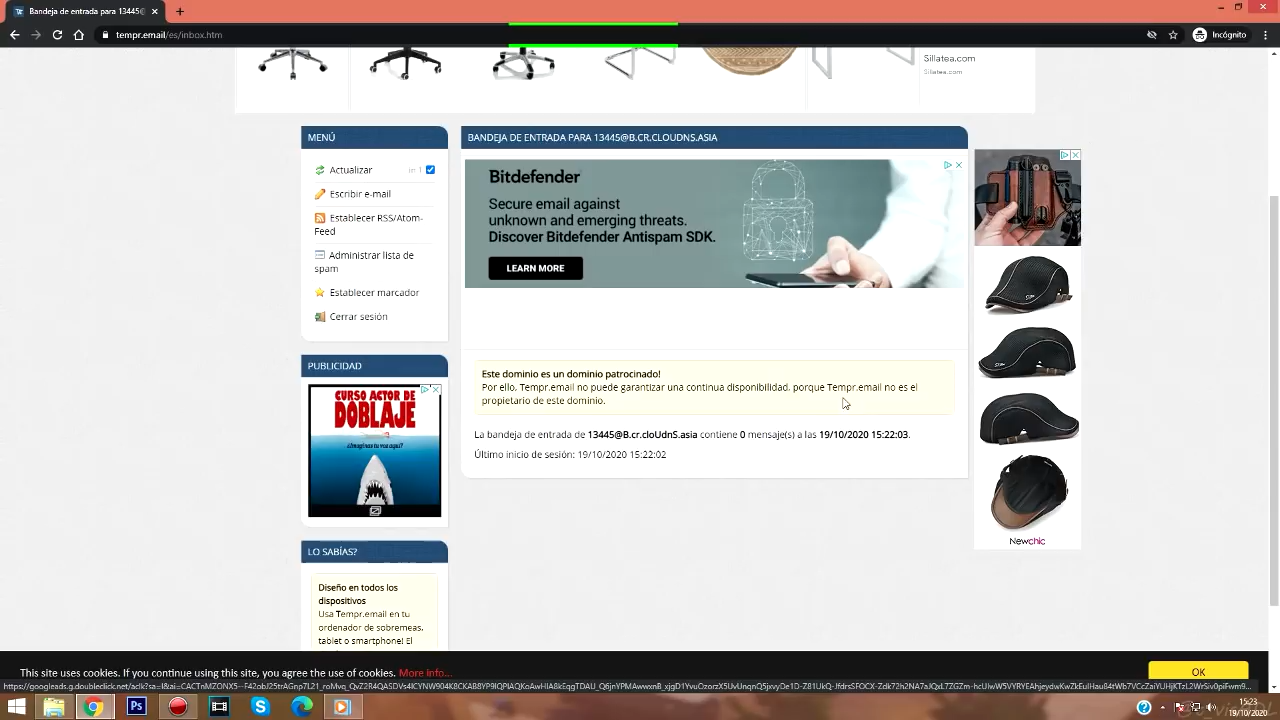 Bandeja de entrada para 13445@
tempr.email/es/inbox.htm
Incógnito
Sillatea.com
Sillatea.com
MENÚ
Actualizar
in 1
Escribir e-mail
Establecer RSS/Atom-
Feed
Administrar lista de
spam
Establecer marcador
Cerrar sesión
PUBLICIDAD
CURSO ACTOR DE
DOBLAJE
¿Imaginas tu voz aquí?
LO SABÍAS?
Diseño en todos los
dispositivos
Usa Tempr.email en tu
ordenador de sobremeas,
tablet o smartphone! El
BANDEJA DE ENTRADA PARA 13445@B.CR.CLOUDNS.ASIA
Bitdefender
Secure email against
unknown and emerging threats.
Discover Bitdefender Antispam SDK.
LEARN MORE
Este dominio es un dominio patrocinado!
Por ello, Tempr.email no puede garantizar una continua disponibilidad, porque Tempr.email no es el
propietario de este dominio.
La bandeja de entrada de 13445@B.cr.cloUdnS.asia contiene 0 mensaje(s) a las 19/10/2020 15:22:03.
Último inicio de sesión: 19/10/2020 15:22:02
Newchic
This site uses cookies. If you continue using this site, you agree the use of cookies. More info...
OK
15:23
19/10/2020